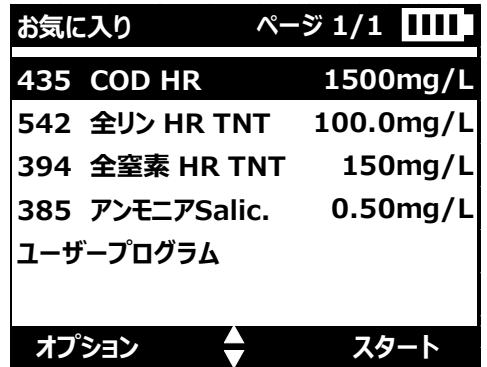 お気に入り ページ 1/1
435 COD HR 1500mg/L
542 全リン HR TNT 100.0mg/L
394 全窒素 HR TNT 150mg/L
385 アンモニアSalic. 0.50mg/L
ユーザープログラム
オプション スタート